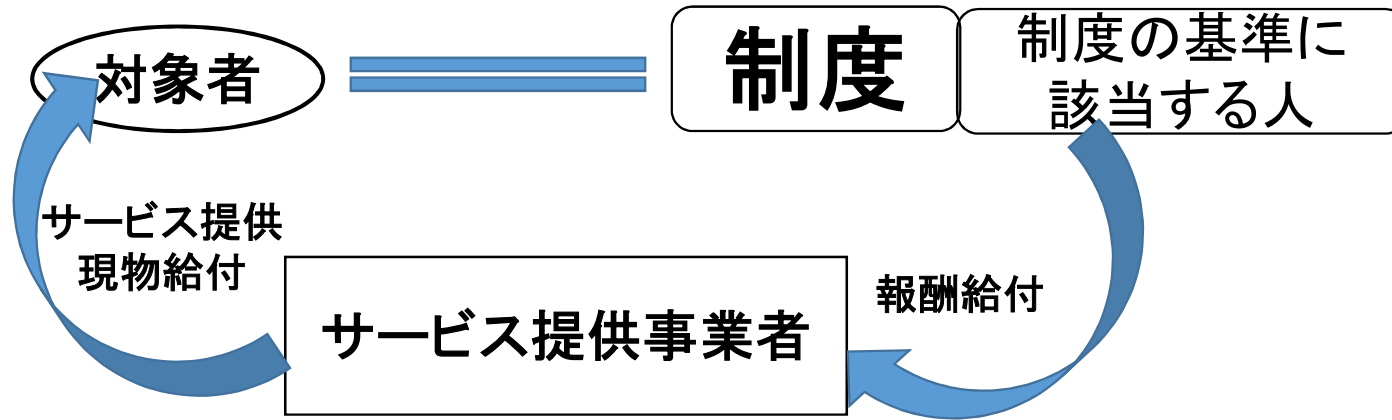 対象者
制度
制度の基準に
該当する人
サービス提供
現物給付
報酬給付
サービス提供事業者